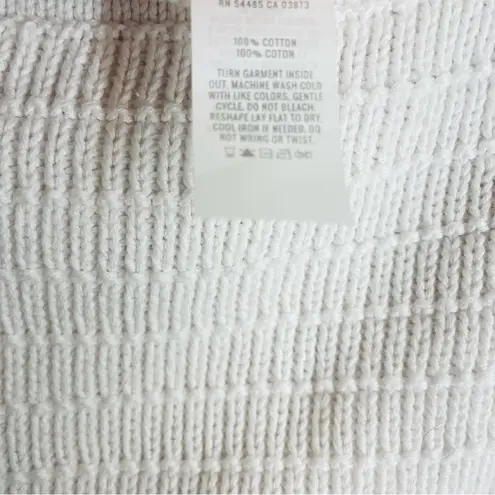 RN 54485 CA 03873
100% COTTON
100% COTON
TURN GARMENT INSIDE
OUT. MACHINE WASH COLD
WITH LIKE COLORS, GENTLE
CYCLE. DO NOT BLEACH.
RESHAPE LAY FLAT TO DRY.
COOL IRON IF NEEDED. DO
NOT WRING OR TWIST.